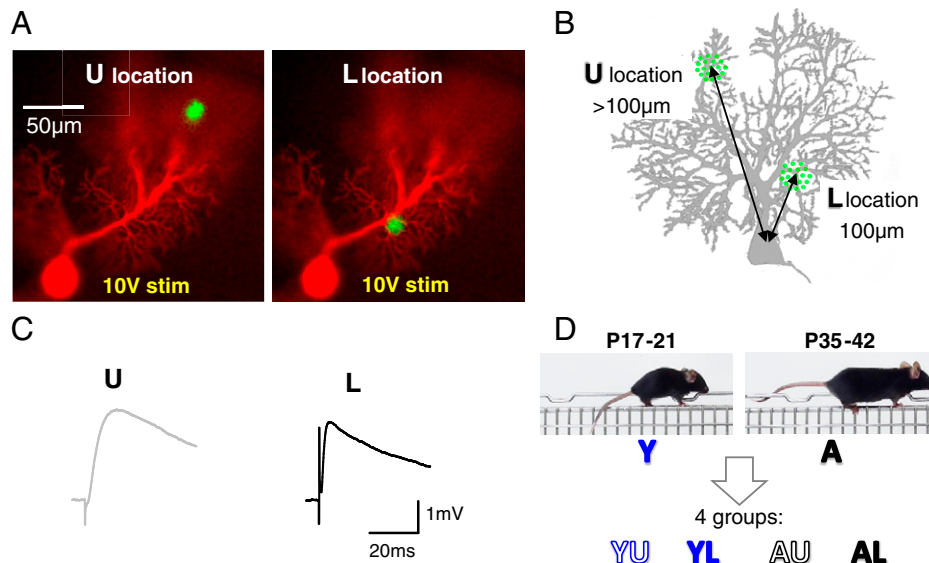 A
U location
50µm
10V stim
L location
10V stim
B
U location
>100µm
L location
100µm
C
U
L
1mV
20ms
D
P17-21
P35-42
Y
A
4 groups:
YU YL AU AL